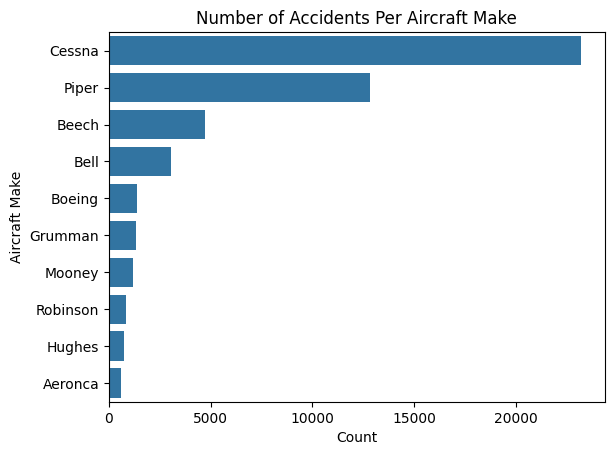 Number of Accidents Per Aircraft Make
Aircraft Make
Cessna
Piper
Beech
Bell
Boeing
Grumman
Mooney
Robinson
Hughes
Aeronca
0 5000 10000 15000 20000
Count